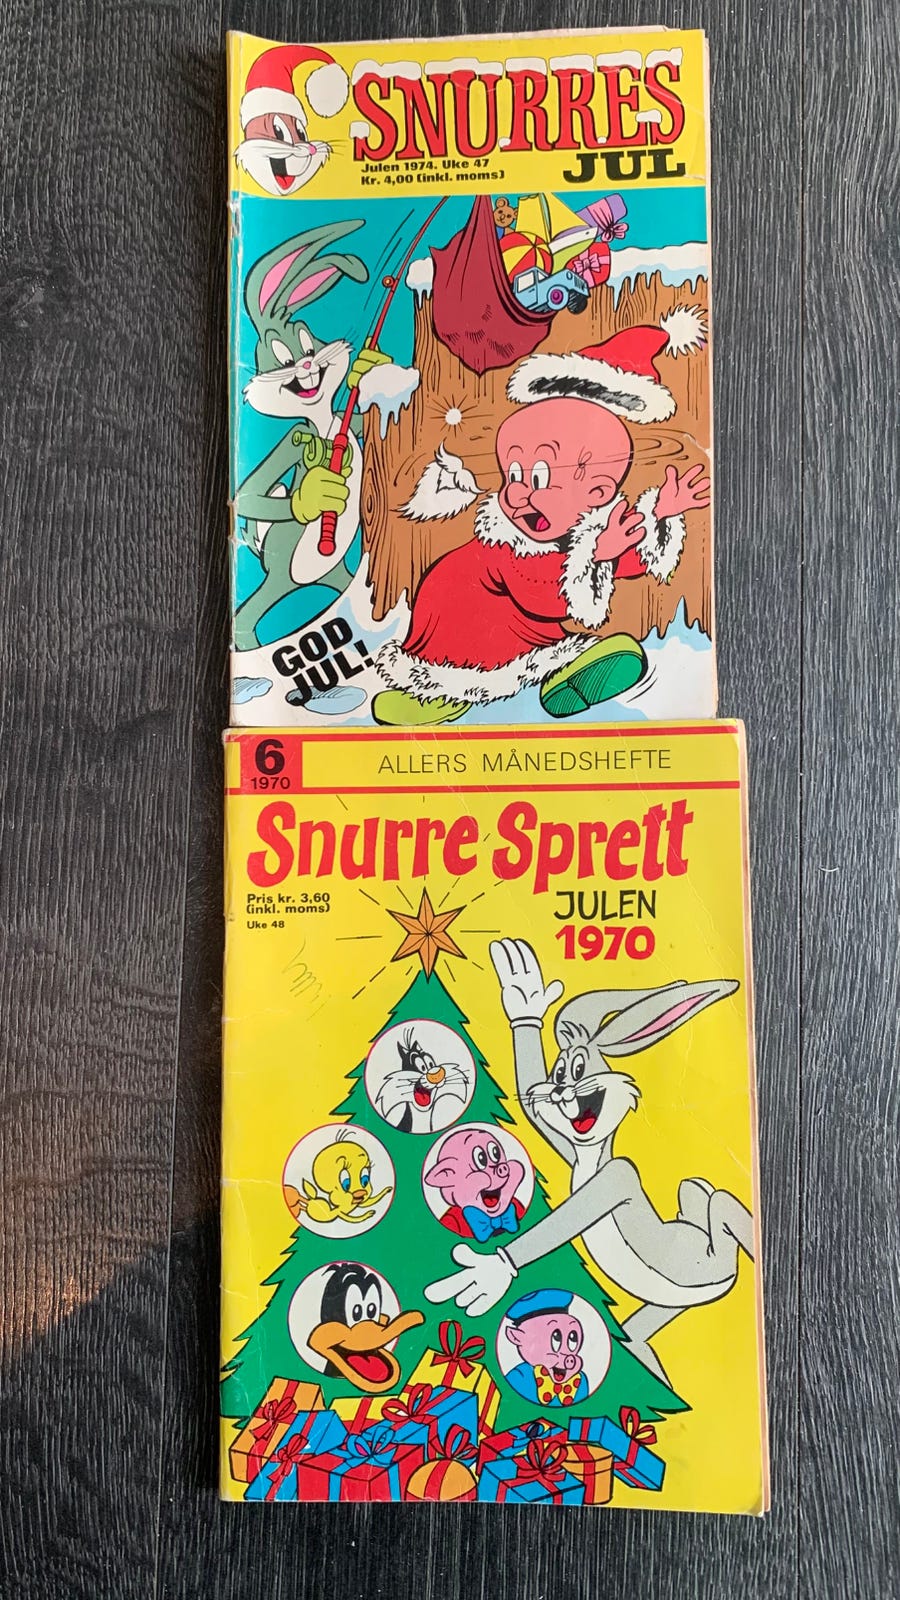 SNURRES
JUL
Julen 1974. Uke 47
Kr. 4,00 (inkl. moms)
GOD
JUL!
6
1970
ALLERS MÅNEDSHEFTE
Snurre Sprett
Pris kr. 3,60
(inkl. moms)
Uke 48
JULEN
1970